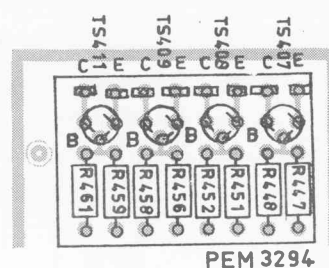 TS411 TS409 TS408 TS407
C E C E C E C E
B B B B
R461 R459 R458 R456 R452 R451 R448 R447
PEM 3294